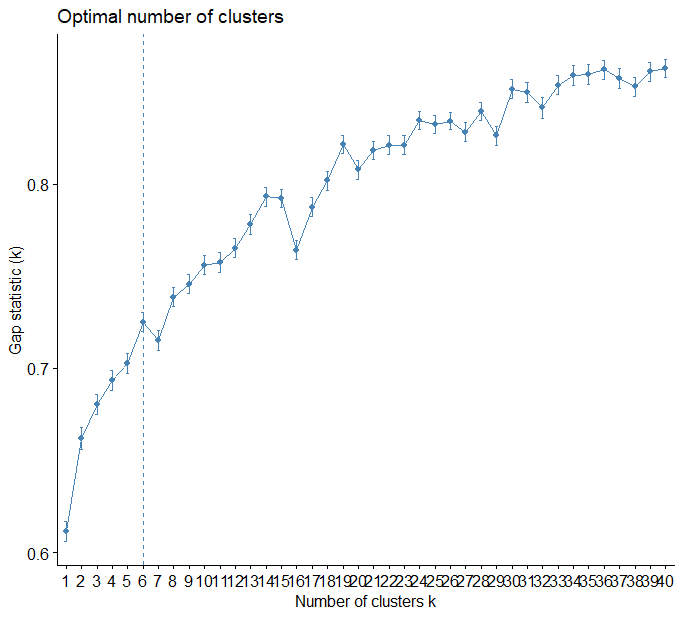 Optimal number of clusters
Gap statistic (k)
0.8
0.7
0.6
1 2 3 4 5 6 7 8 9 10 11 12 13 14 15 16 17 18 19 20 21 22 23 24 25 26 27 28 29 30 31 32 33 34 35 36 37 38 39 40
Number of clusters k